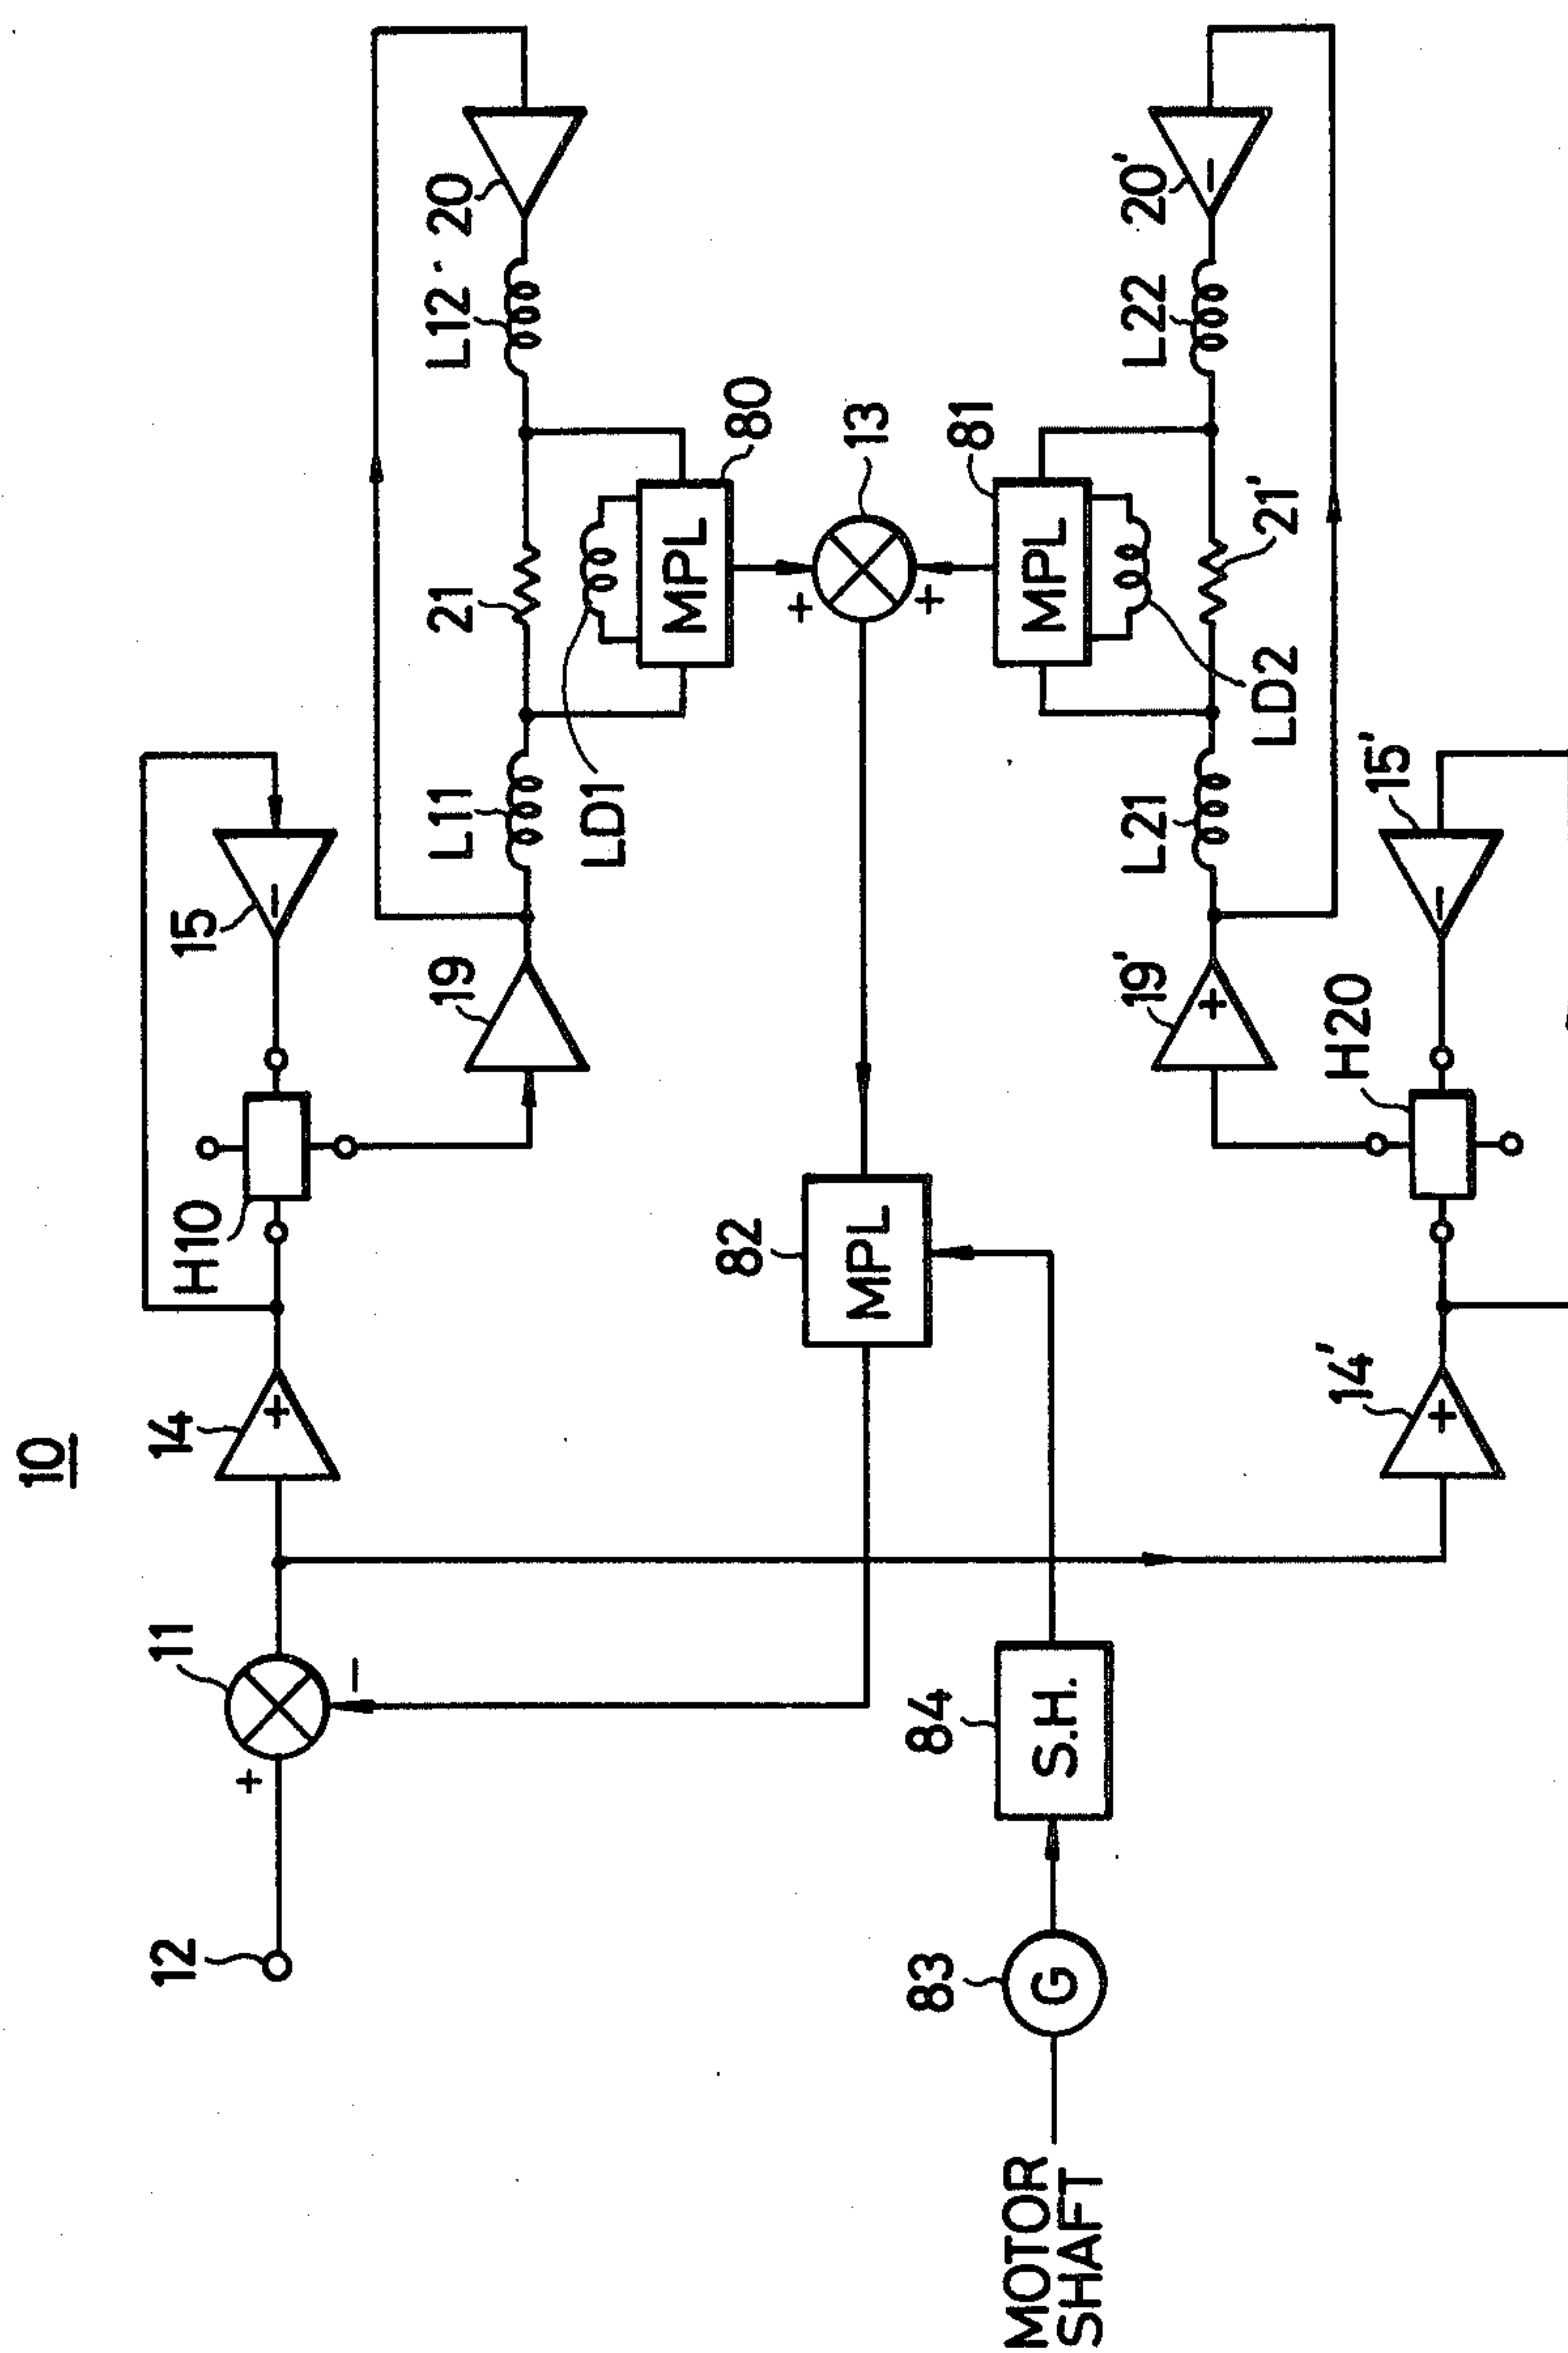 10
12
11
14
H10
15
+
−
+
−
19
L11
21
L12
20
LD1
MPL
80
+
13
+
82
MPL
81
MPL
LD2
19'
+
L21
21'
L22
20'
−
83
G
84
S.H.
MOTOR
SHAFT
14'
+
H20
15'
−